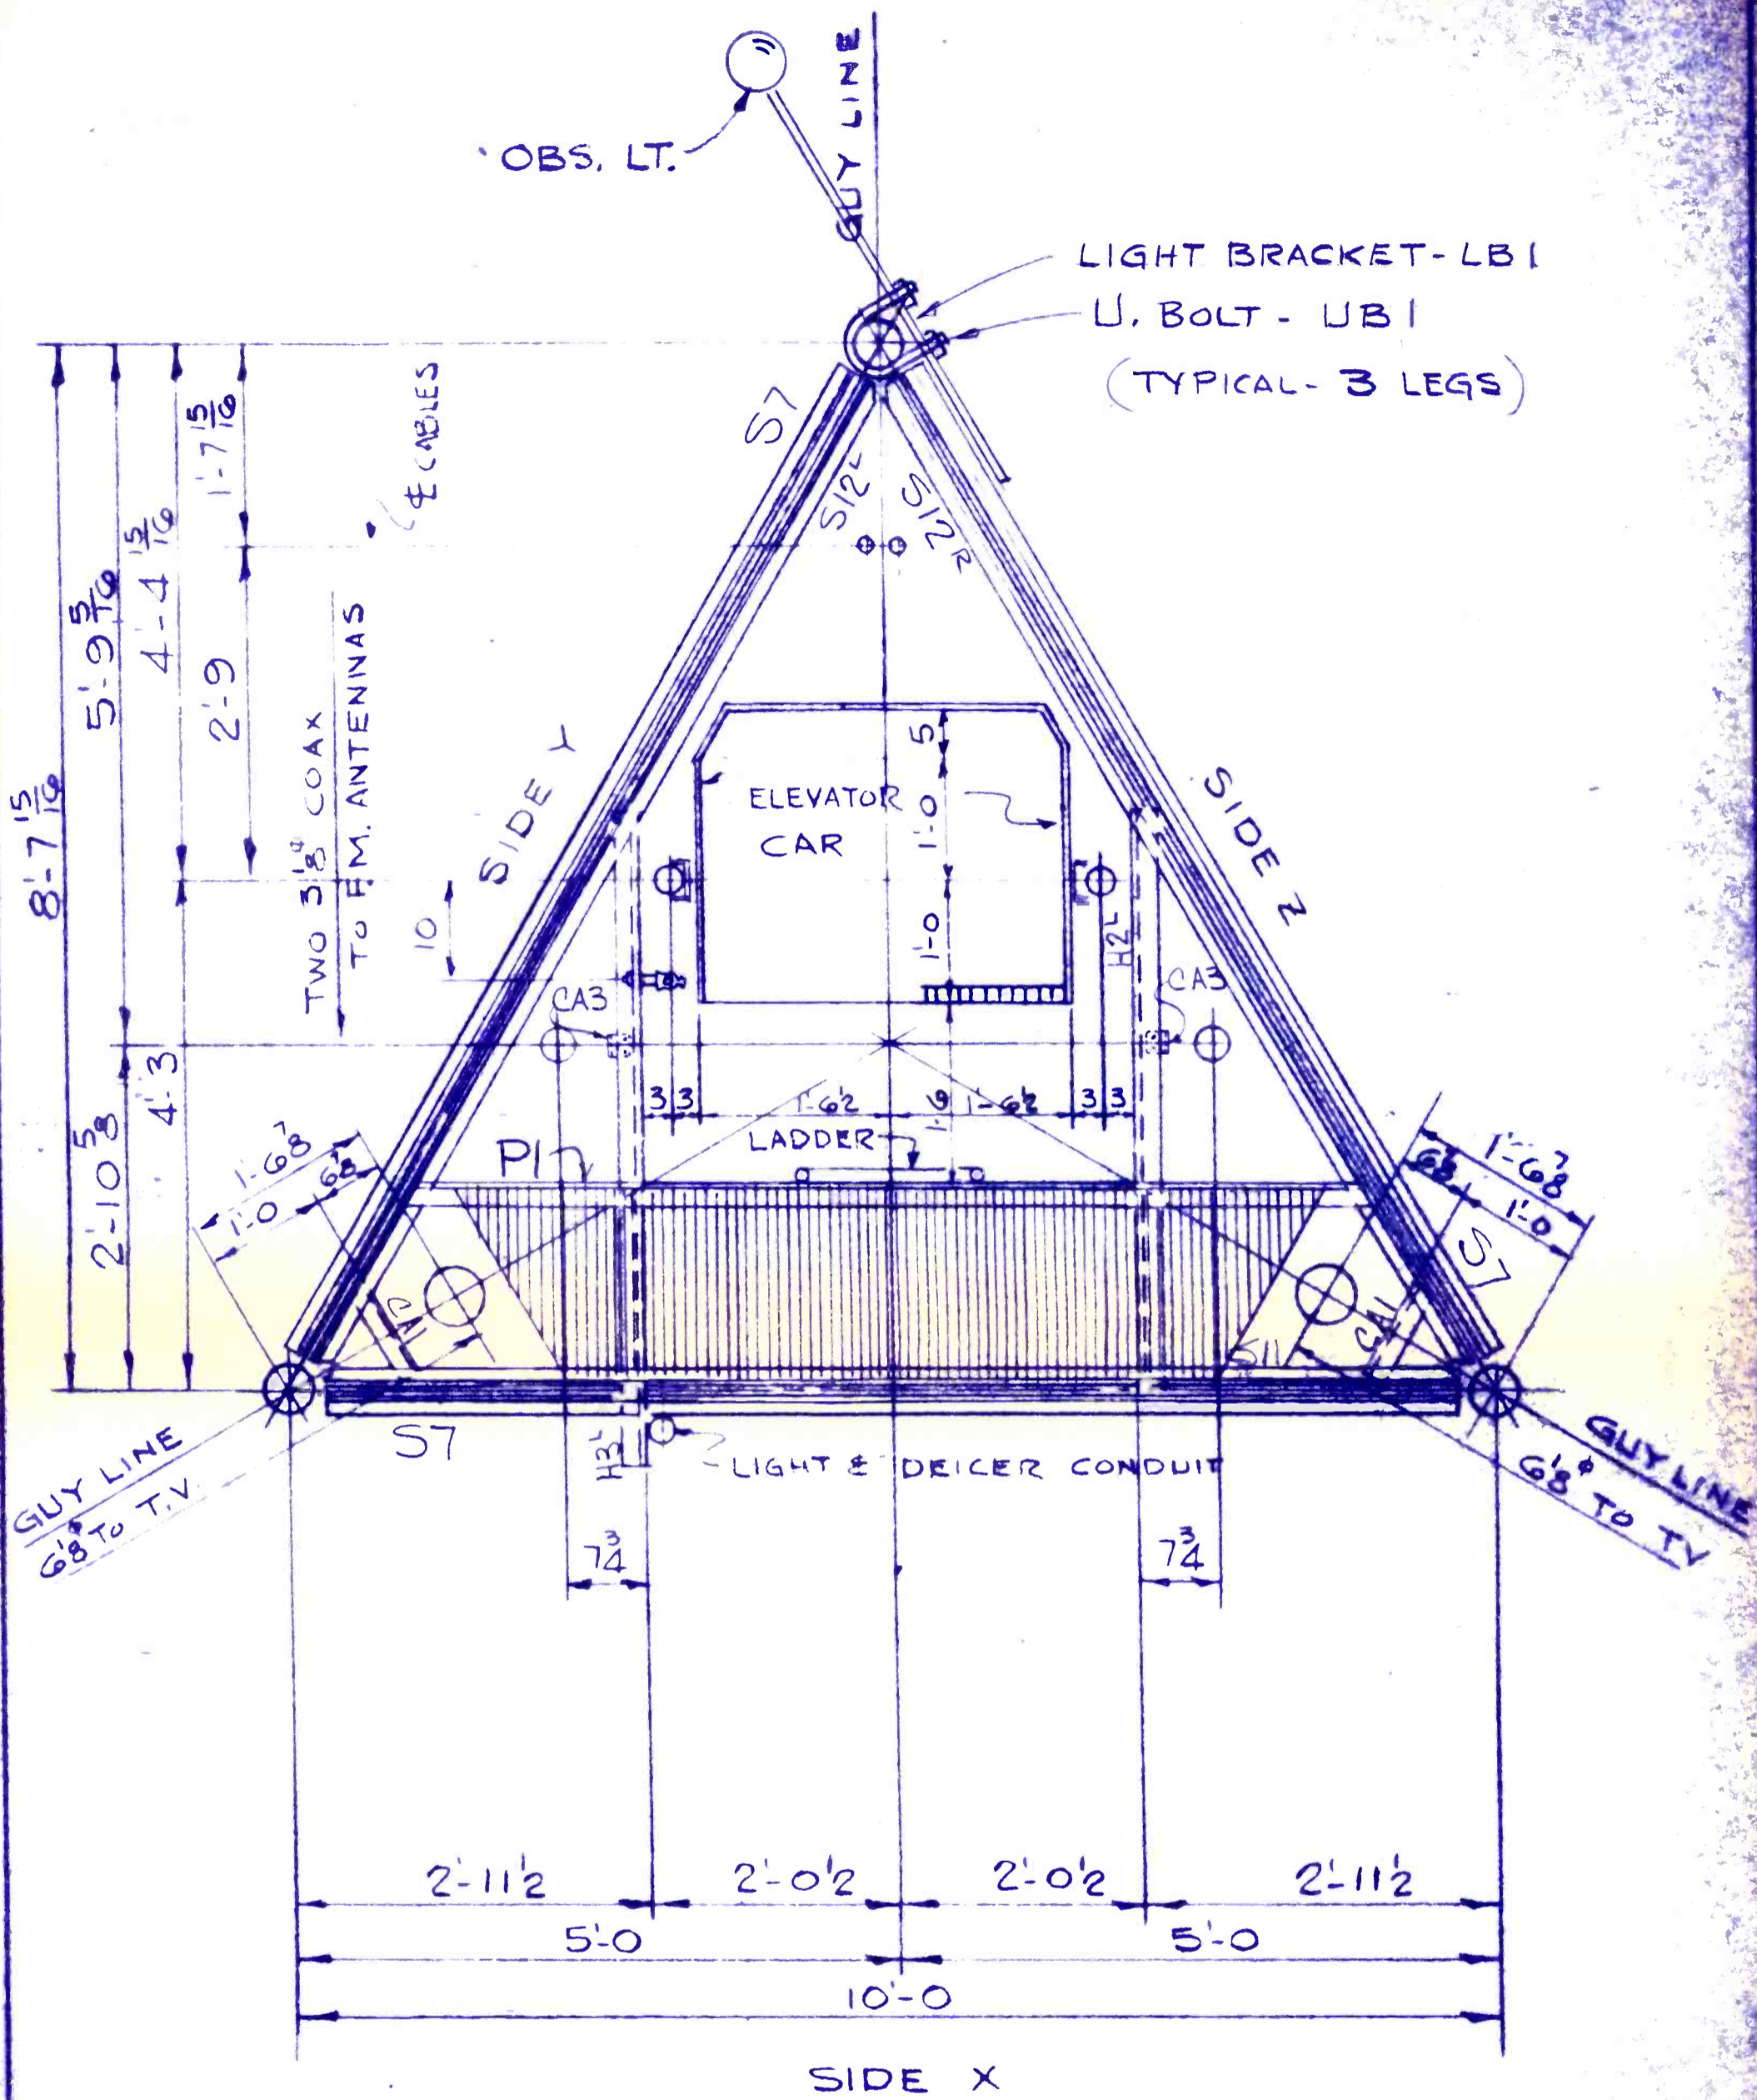 GUY LINE
OBS. LT.
LIGHT BRACKET-LB1
U. BOLT - UB1
(TYPICAL- 3 LEGS)
℄ CABLES
S7
S12L
S12R
1'-7 15/16
4'-4 15/16
5'-9 5/16
8'-7 15/16
2'-9
TWO 3 1/8" COAX
TO F.M. ANTENNAS
SIDE Y
SIDE Z
ELEVATOR
CAR
5
1'-0
1'-0
10
H2L
CA3
CA3
3
3
1'-6 1/2
1'-6 1/2
3
3
LADDER
P1
4'-3
2'-10 5/8
1'-6 7/8
6 7/8
1'-0
1'-6 7/8
6 7/8
1'-0
S7
CA1
CA1
S11
S7
LIGHT & DEICER CONDUIT
GUY LINE
6 1/8"ø TO T.V.
GUY LINE
6 1/8"ø TO TV
7 3/4
7 3/4
2'-11 1/2
2'-0 1/2
2'-0 1/2
2'-11 1/2
5'-0
5'-0
10'-0
SIDE X